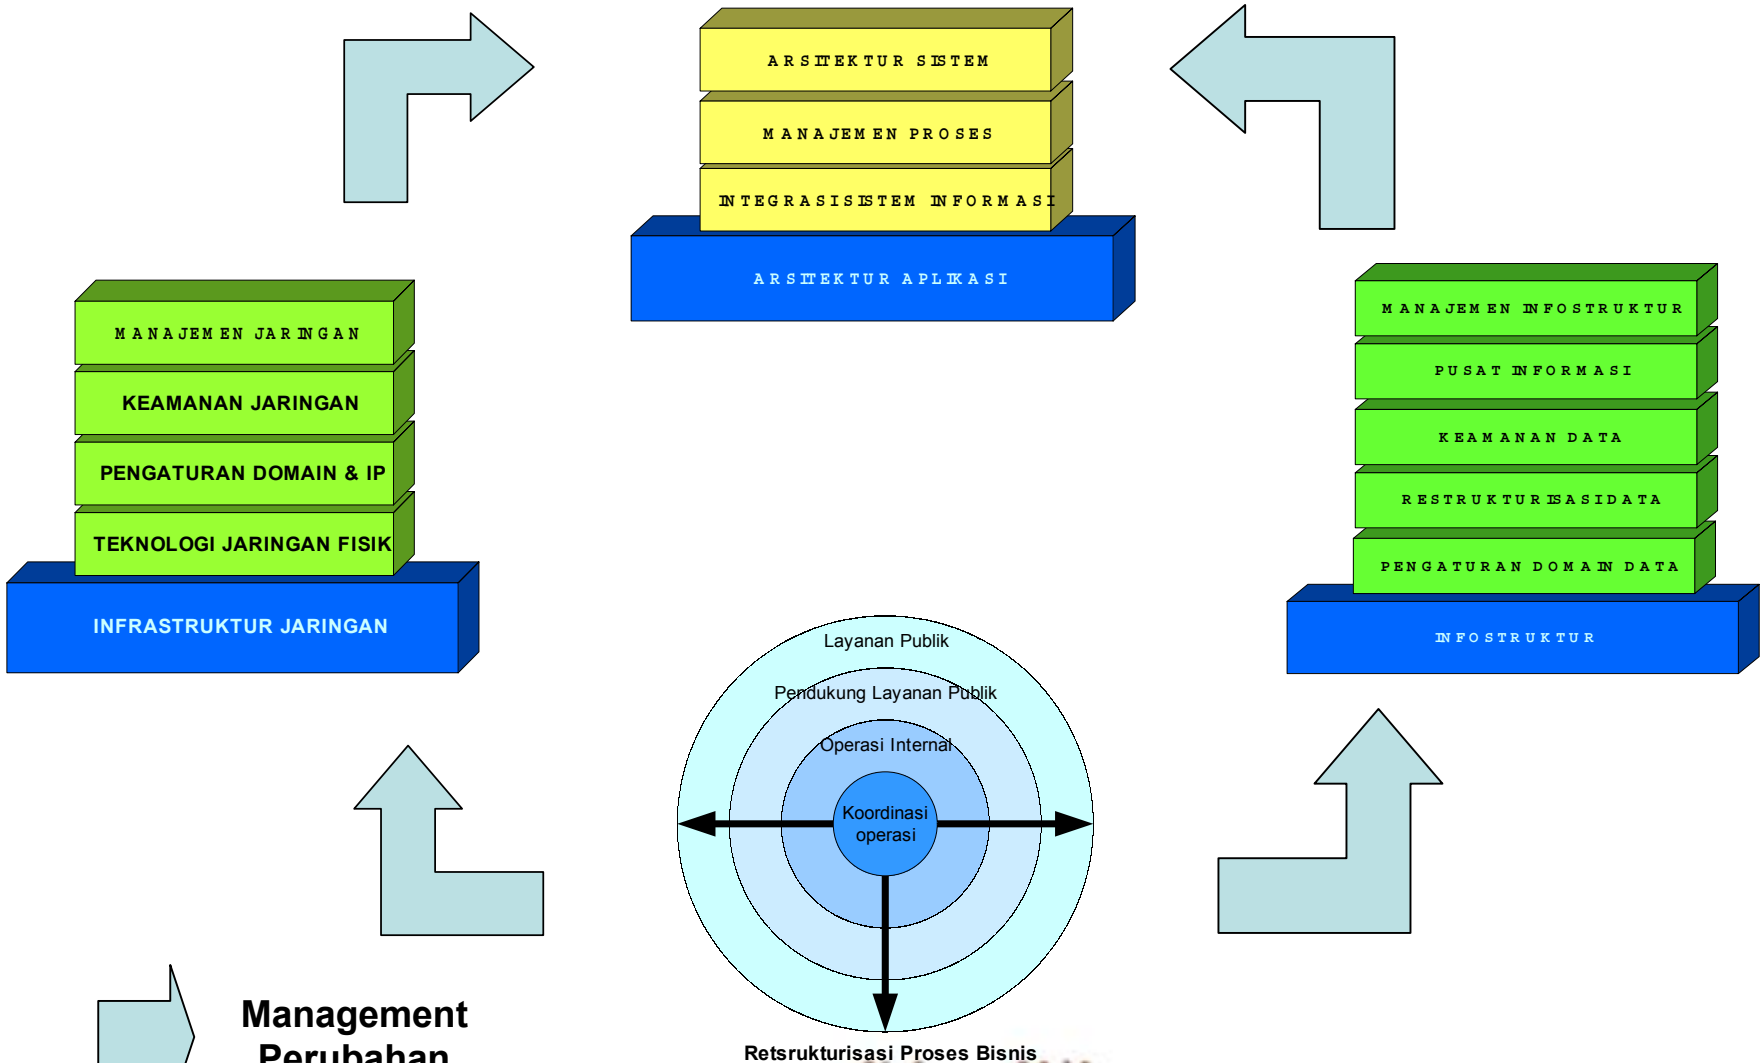 ARSITEKTUR SISTEM
MANAJEMEN PROSES
INTEGRASI SISTEM INFORMASI
ARSITEKTUR APLIKASI
MANAJEMEN JARINGAN
KEAMANAN JARINGAN
PENGATURAN DOMAIN & IP
TEKNOLOGI JARINGAN FISIK
INFRASTRUKTUR JARINGAN
MANAJEMEN INFOSTRUKTUR
PUSAT INFORMASI
KEAMANAN DATA
RESTRUKTURISASI DATA
PENGATURAN DOMAIN DATA
INFOSTRUKTUR
Layanan Publik
Pendukung Layanan Publik
Operasi Internal
Koordinasi
operasi
Retsrukturisasi Proses Bisnis
Management
Perubahan